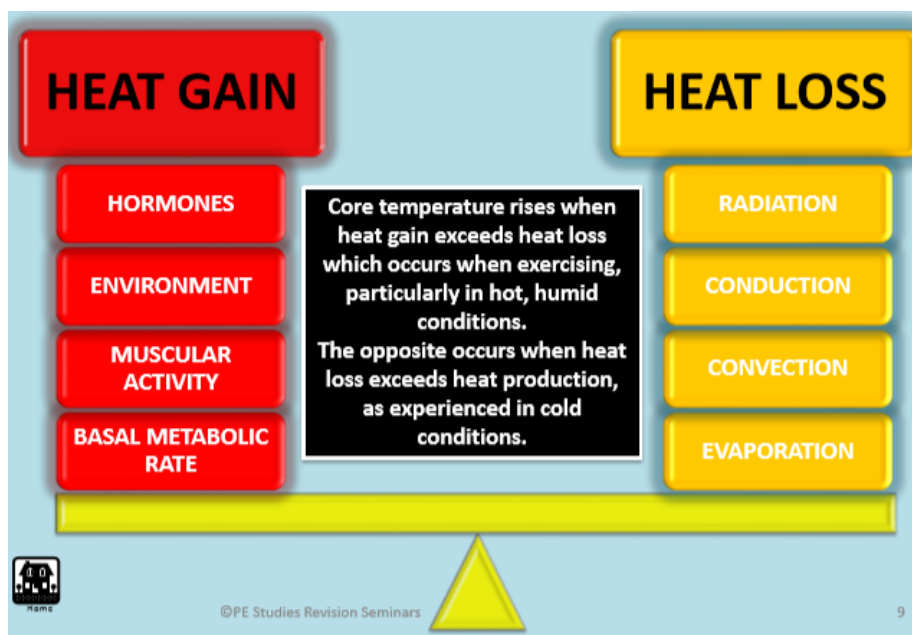 HEAT GAIN
HEAT LOSS
HORMONES
ENVIRONMENT
MUSCULAR
ACTIVITY
BASAL METABOLIC
RATE
Core temperature rises when
heat gain exceeds heat loss
which occurs when exercising,
particularly in hot, humid
conditions.
The opposite occurs when heat
loss exceeds heat production,
as experienced in cold
conditions.
RADIATION
CONDUCTION
CONVECTION
EVAPORATION
Home
©PE Studies Revision Seminars
9